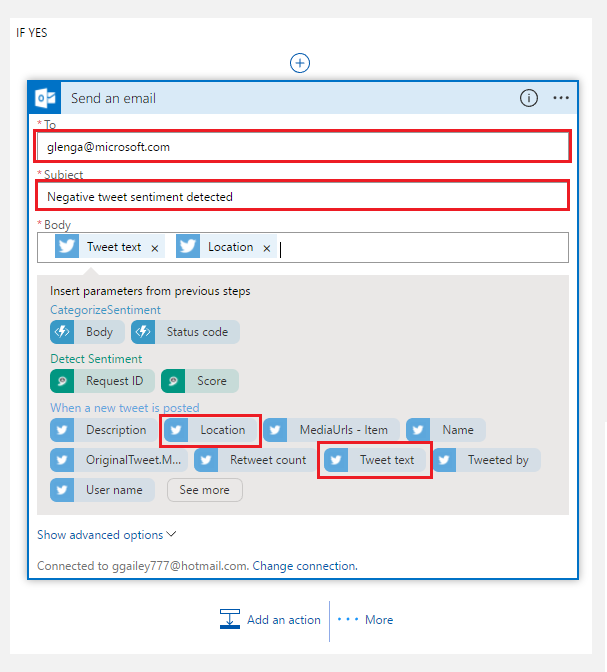 IF YES
Send an email
* To
glenga@microsoft.com
* Subject
Negative tweet sentiment detected
* Body
Tweet text × Location ×
Insert parameters from previous steps
CategorizeSentiment
Body Status code
Detect Sentiment
Request ID Score
When a new tweet is posted
Description Location MediaUrls - Item Name
OriginalTweet.M... Retweet count Tweet text Tweeted by
User name See more
Show advanced options
Connected to ggailey777@hotmail.com. Change connection.
Add an action ··· More